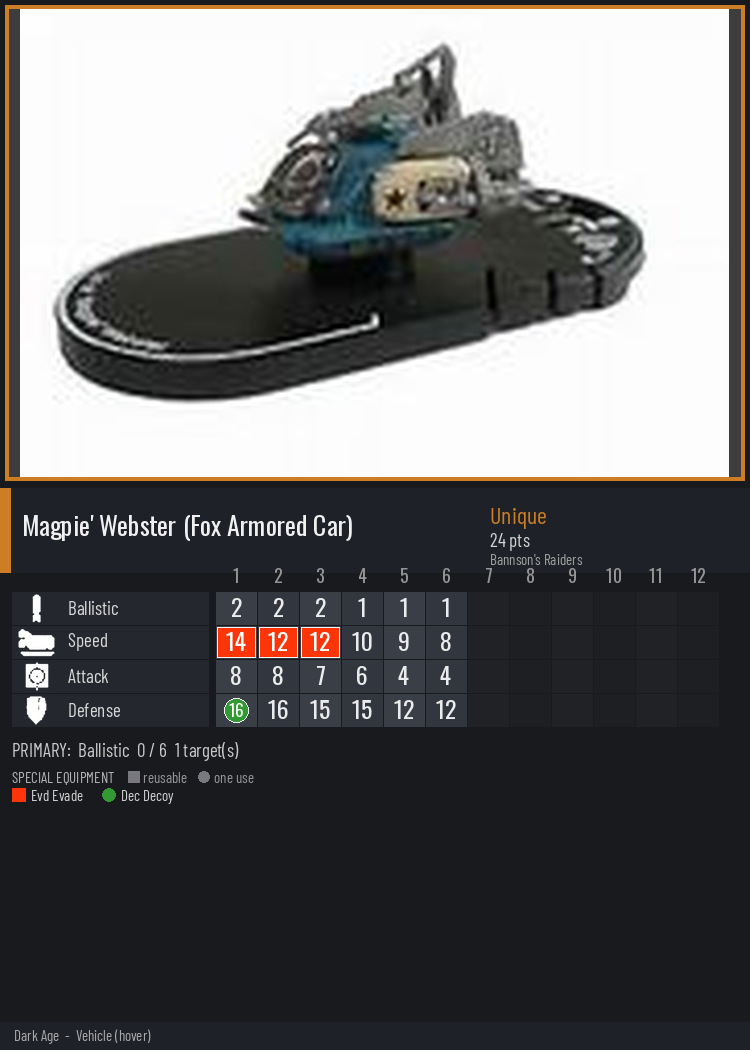 Magpie' Webster (Fox Armored Car)
Unique
24 pts
Bannson's Raiders
1 2 3 4 5 6 7 8 9 10 11 12
Ballistic 2 2 2 1 1 1
Speed 14 12 12 10 9 8
Attack 8 8 7 6 4 4
Defense 16 16 15 15 12 12
PRIMARY: Ballistic 0 / 6 1 target(s)
SPECIAL EQUIPMENT reusable one use
Evd Evade Dec Decoy
Dark Age - Vehicle (hover)